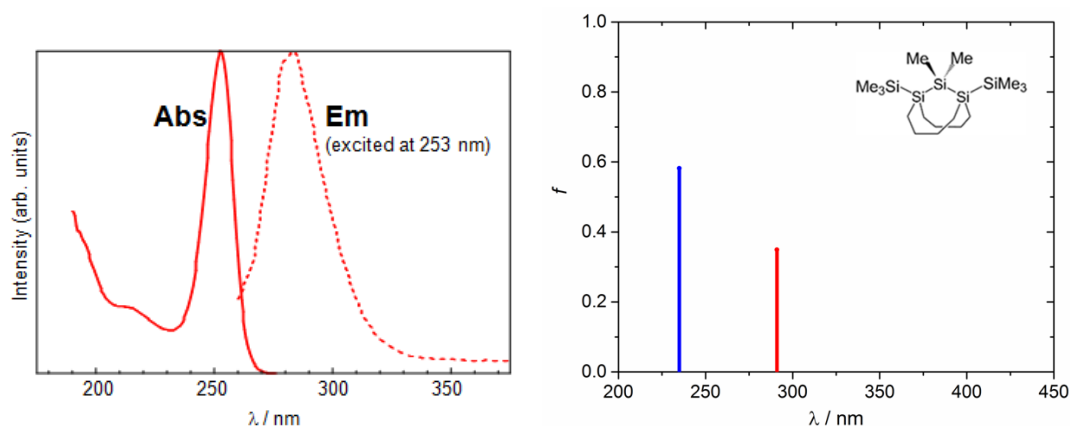 Intensity (arb. units)
Abs
Em
(excited at 253 nm)
200
250
300
350
λ / nm
f
1.0
0.8
0.6
0.4
0.2
0.0
Me Me
Me₃Si Si SiMe₃
Si Si
200
250
300
350
400
450
λ / nm